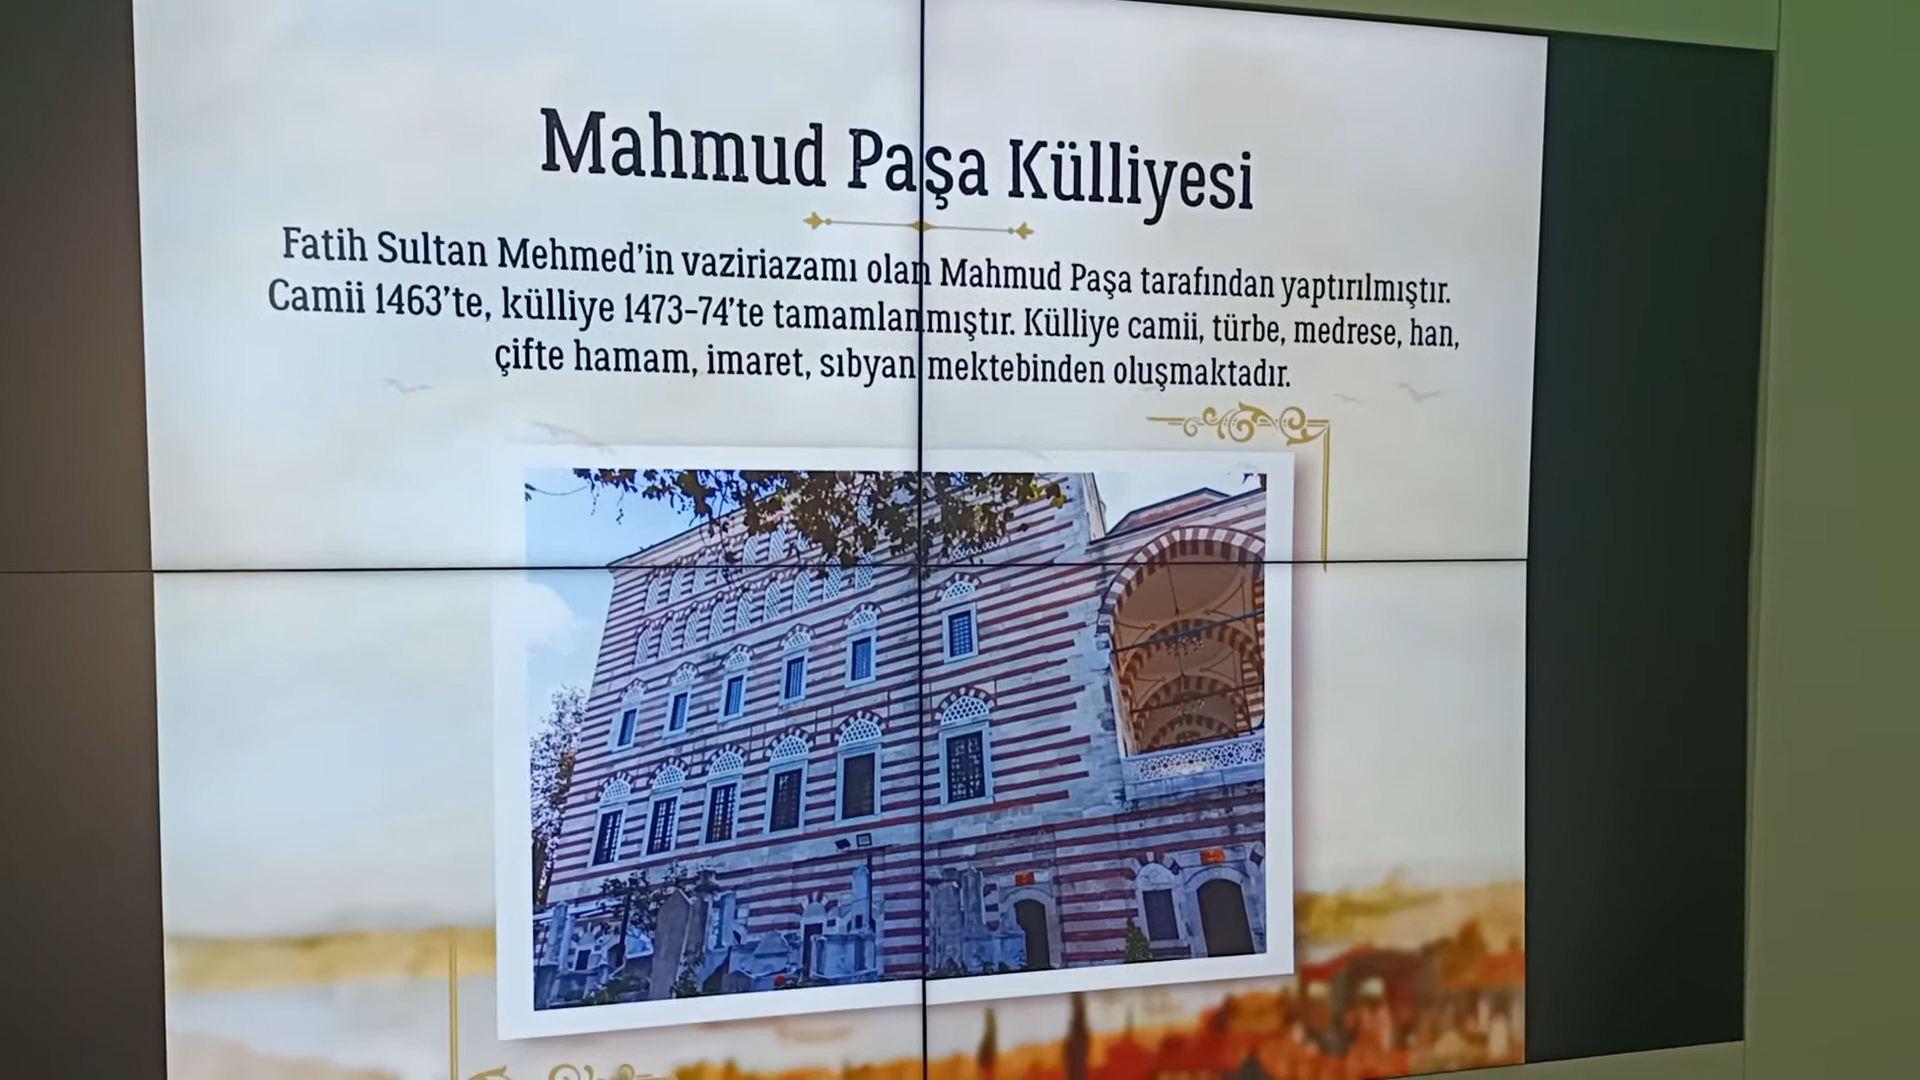 Mahmud Paşa Külliyesi
Fatih Sultan Mehmed'in vaziriazamı olan Mahmud Paşa tarafından yaptırılmıştır.
Camii 1463'te, külliye 1473-74'te tamamlanmıştır. Külliye camii, türbe, medrese, han,
çifte hamam, imaret, sıbyan mektebinden oluşmaktadır.